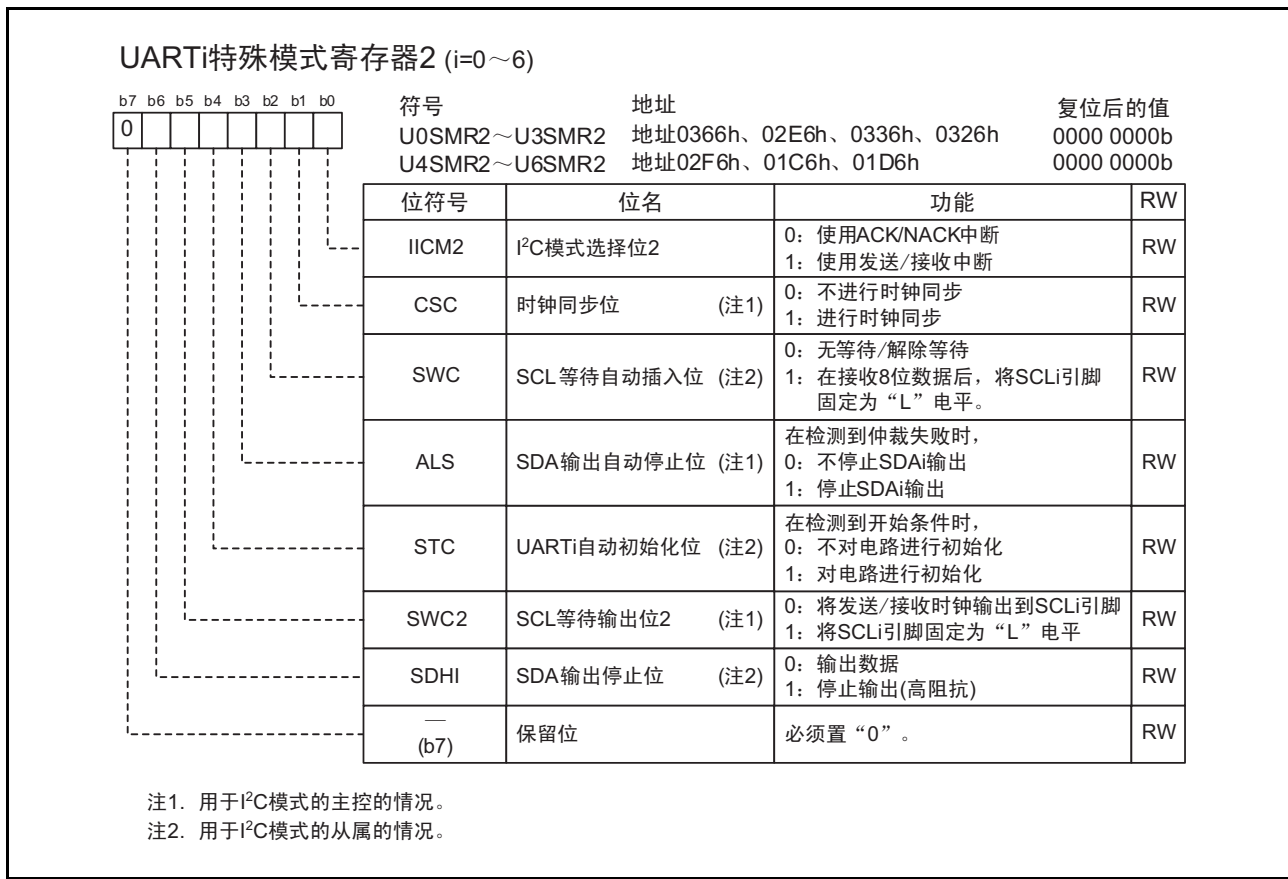 UARTi特殊模式寄存器2 (i=0～6)
b7 b6 b5 b4 b3 b2 b1 b0
0
符号 地址 复位后的值
U0SMR2～U3SMR2 地址0366h、02E6h、0336h、0326h 0000 0000b
U4SMR2～U6SMR2 地址02F6h、01C6h、01D6h 0000 0000b
位符号 位名 功能 RW
IICM2 I²C模式选择位2 0：使用ACK/NACK中断
1：使用发送/接收中断 RW
CSC 时钟同步位 (注1) 0：不进行时钟同步
1：进行时钟同步 RW
SWC SCL等待自动插入位 (注2) 0：无等待/解除等待
1：在接收8位数据后，将SCLi引脚
固定为“L”电平。 RW
ALS SDA输出自动停止位 (注1) 在检测到仲裁失败时，
0：不停止SDAi输出
1：停止SDAi输出 RW
STC UARTi自动初始化位 (注2) 在检测到开始条件时，
0：不对电路进行初始化
1：对电路进行初始化 RW
SWC2 SCL等待输出位2 (注1) 0：将发送/接收时钟输出到SCLi引脚
1：将SCLi引脚固定为“L”电平 RW
SDHI SDA输出停止位 (注2) 0：输出数据
1：停止输出(高阻抗) RW
—
(b7) 保留位 必须置“0”。 RW
注1. 用于I²C模式的主控的情况。
注2. 用于I²C模式的从属的情况。